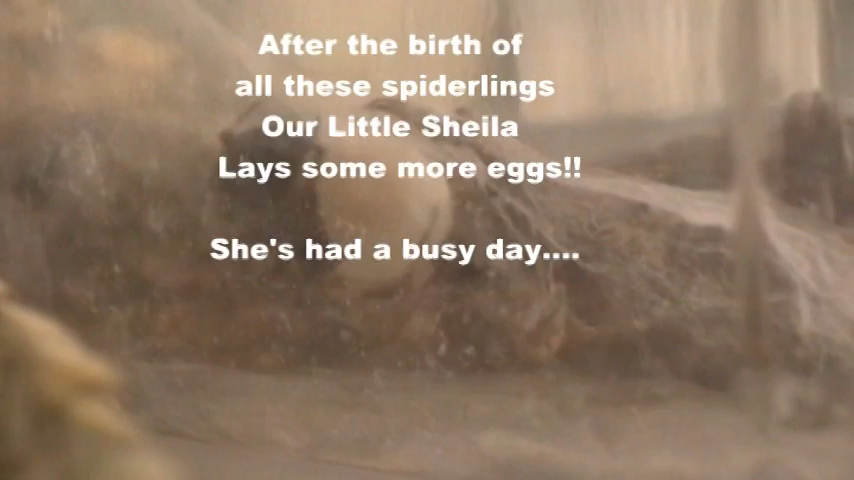 After the birth of
all these spiderlings
Our Little Sheila
Lays some more eggs!!
She's had a busy day....